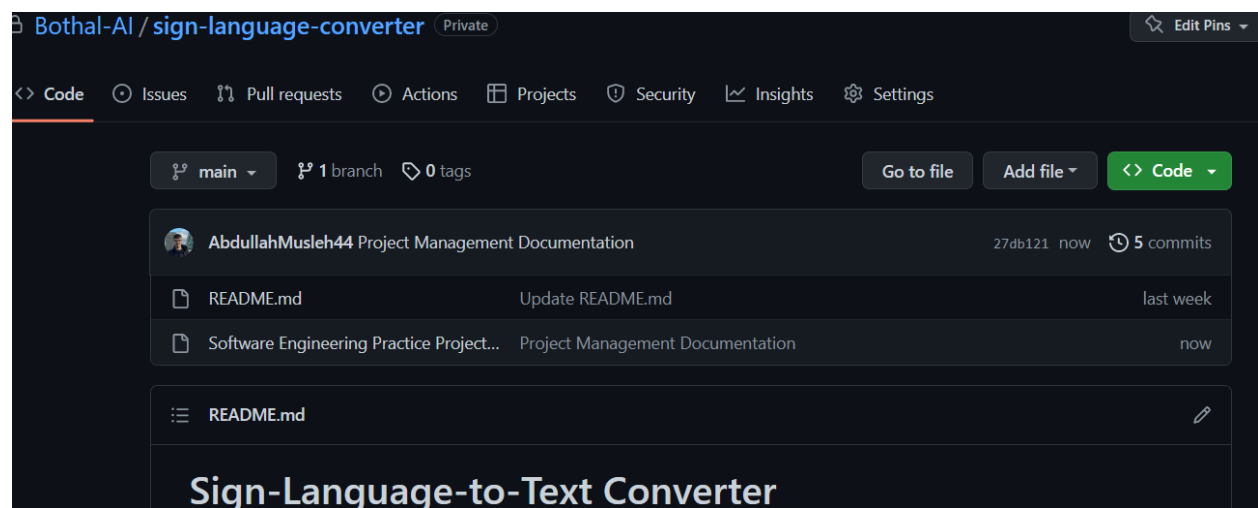 Bothal-AI / sign-language-converter Private Edit Pins
<> Code Issues Pull requests Actions Projects Security Insights Settings
main 1 branch 0 tags Go to file Add file <> Code
AbdullahMusleh44 Project Management Documentation 27db121 now 5 commits
README.md Update README.md last week
Software Engineering Practice Project... Project Management Documentation now
README.md
Sign-Language-to-Text Converter